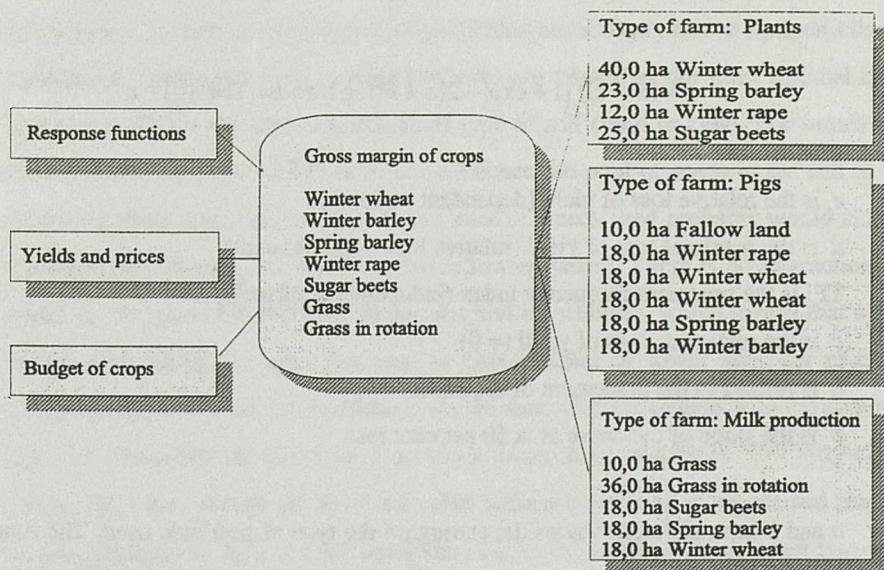 Response functions
Yields and prices
Budget of crops
Gross margin of crops
Winter wheat
Winter barley
Spring barley
Winter rape
Sugar beets
Grass
Grass in rotation
Type of farm: Plants
40,0 ha Winter wheat
23,0 ha Spring barley
12,0 ha Winter rape
25,0 ha Sugar beets
Type of farm: Pigs
10,0 ha Fallow land
18,0 ha Winter rape
18,0 ha Winter wheat
18,0 ha Winter wheat
18,0 ha Spring barley
18,0 ha Winter barley
Type of farm: Milk production
10,0 ha Grass
36,0 ha Grass in rotation
18,0 ha Sugar beets
18,0 ha Spring barley
18,0 ha Winter wheat